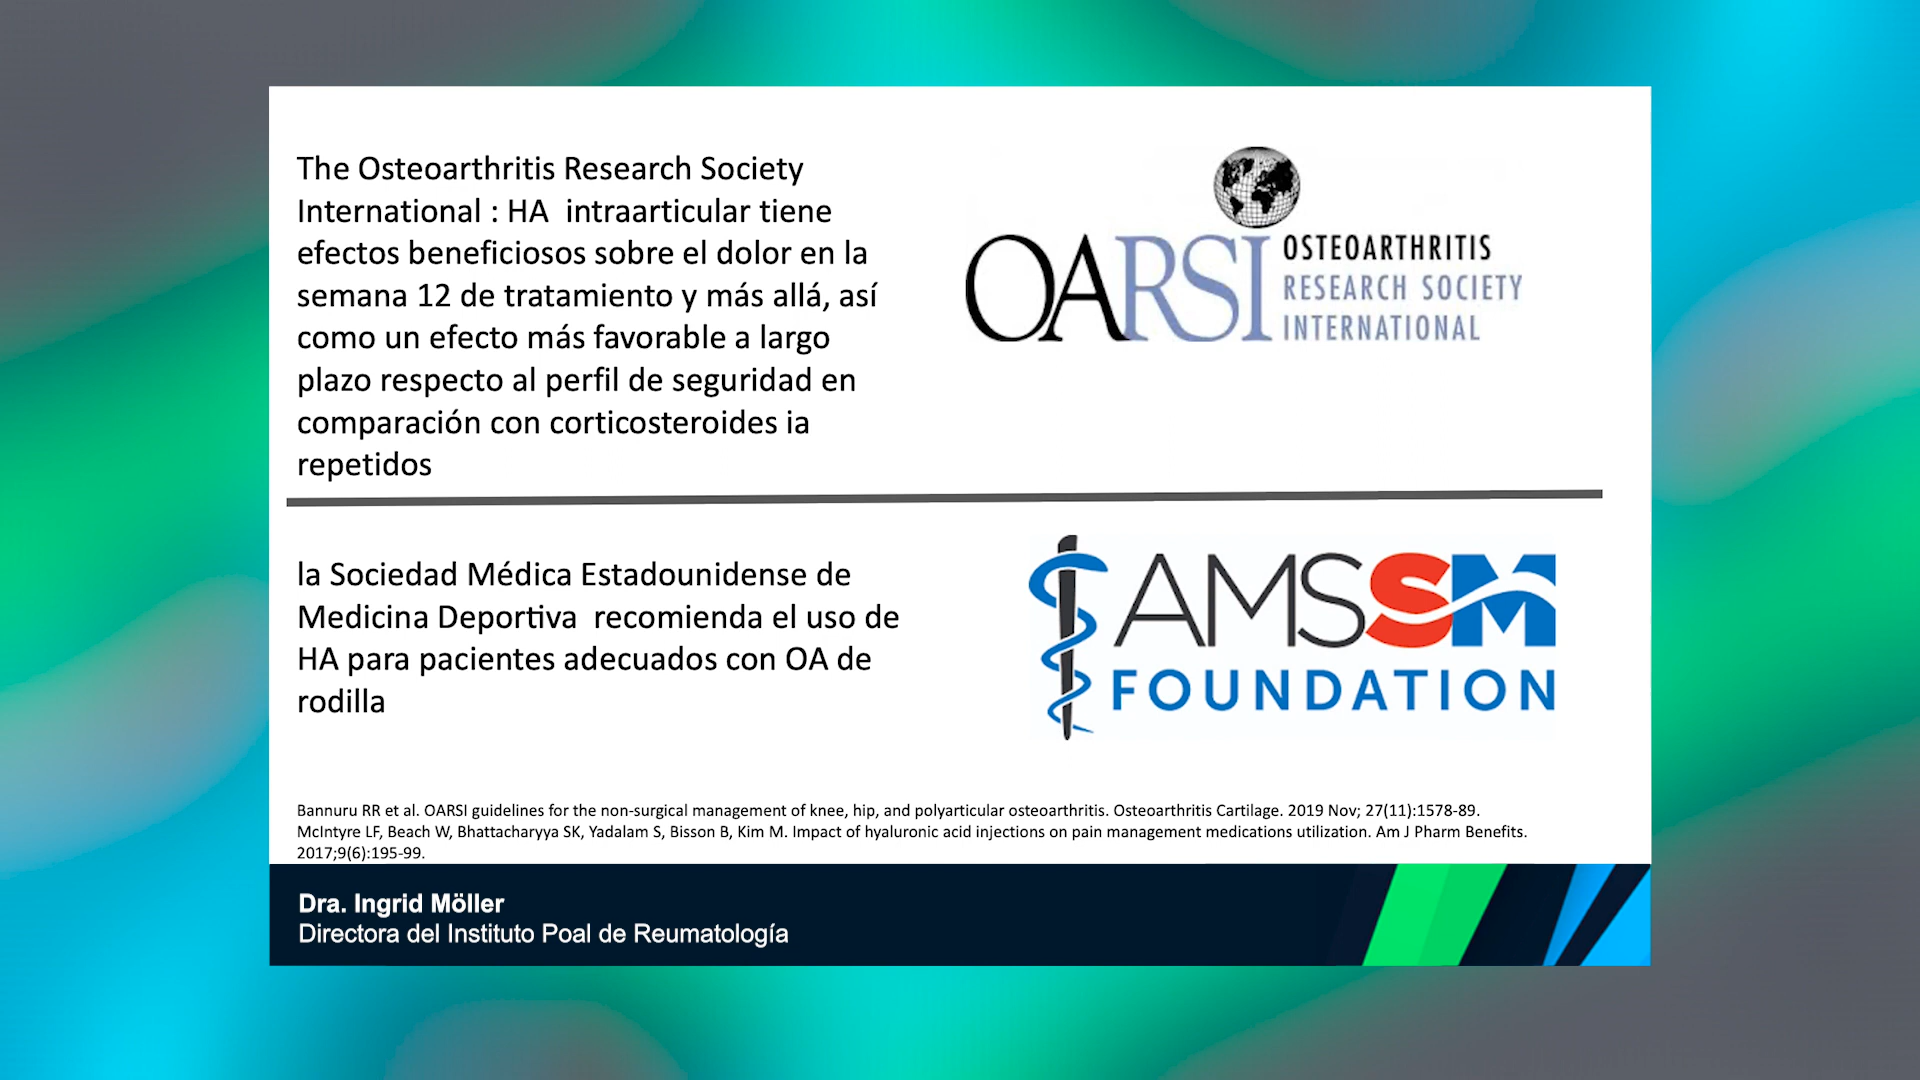 The Osteoarthritis Research Society
International : HA  intraarticular tiene
efectos beneficiosos sobre el dolor en la
semana 12 de tratamiento y más allá, así
como un efecto más favorable a largo
plazo respecto al perfil de seguridad en
comparación con corticosteroides ia
repetidos
OARSI
OSTEOARTHRITIS
RESEARCH SOCIETY
INTERNATIONAL
la Sociedad Médica Estadounidense de
Medicina Deportiva  recomienda el uso de
HA para pacientes adecuados con OA de
rodilla
AMSSM
FOUNDATION
Bannuru RR et al. OARSI guidelines for the non-surgical management of knee, hip, and polyarticular osteoarthritis. Osteoarthritis Cartilage. 2019 Nov; 27(11):1578-89.
McIntyre LF, Beach W, Bhattacharyya SK, Yadalam S, Bisson B, Kim M. Impact of hyaluronic acid injections on pain management medications utilization. Am J Pharm Benefits.
2017;9(6):195-99.
Dra. Ingrid Möller
Directora del Instituto Poal de Reumatología